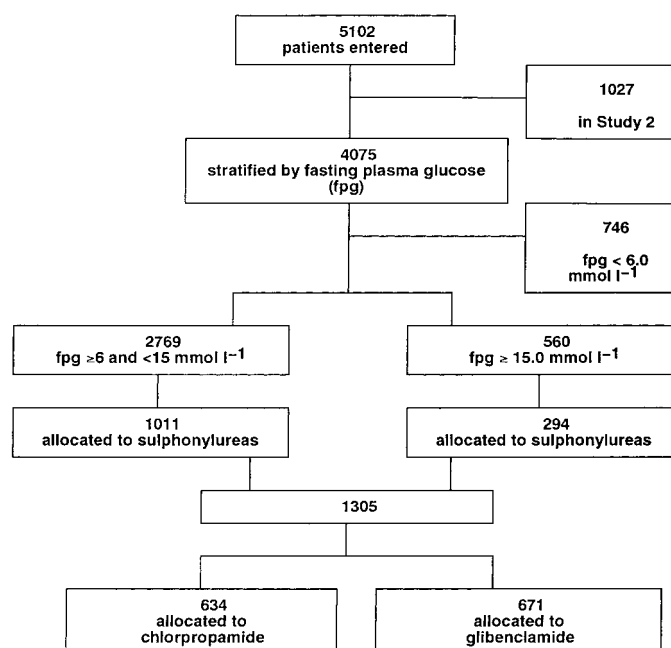 5102
patients entered
1027
in Study 2
4075
stratified by fasting plasma glucose
(fpg)
746
fpg < 6.0
mmol l⁻¹
2769
fpg ≥6 and <15 mmol l⁻¹
560
fpg ≥ 15.0 mmol l⁻¹
1011
allocated to sulphonylureas
294
allocated to sulphonylureas
1305
634
allocated to
chlorpropamide
671
allocated to
glibenclamide